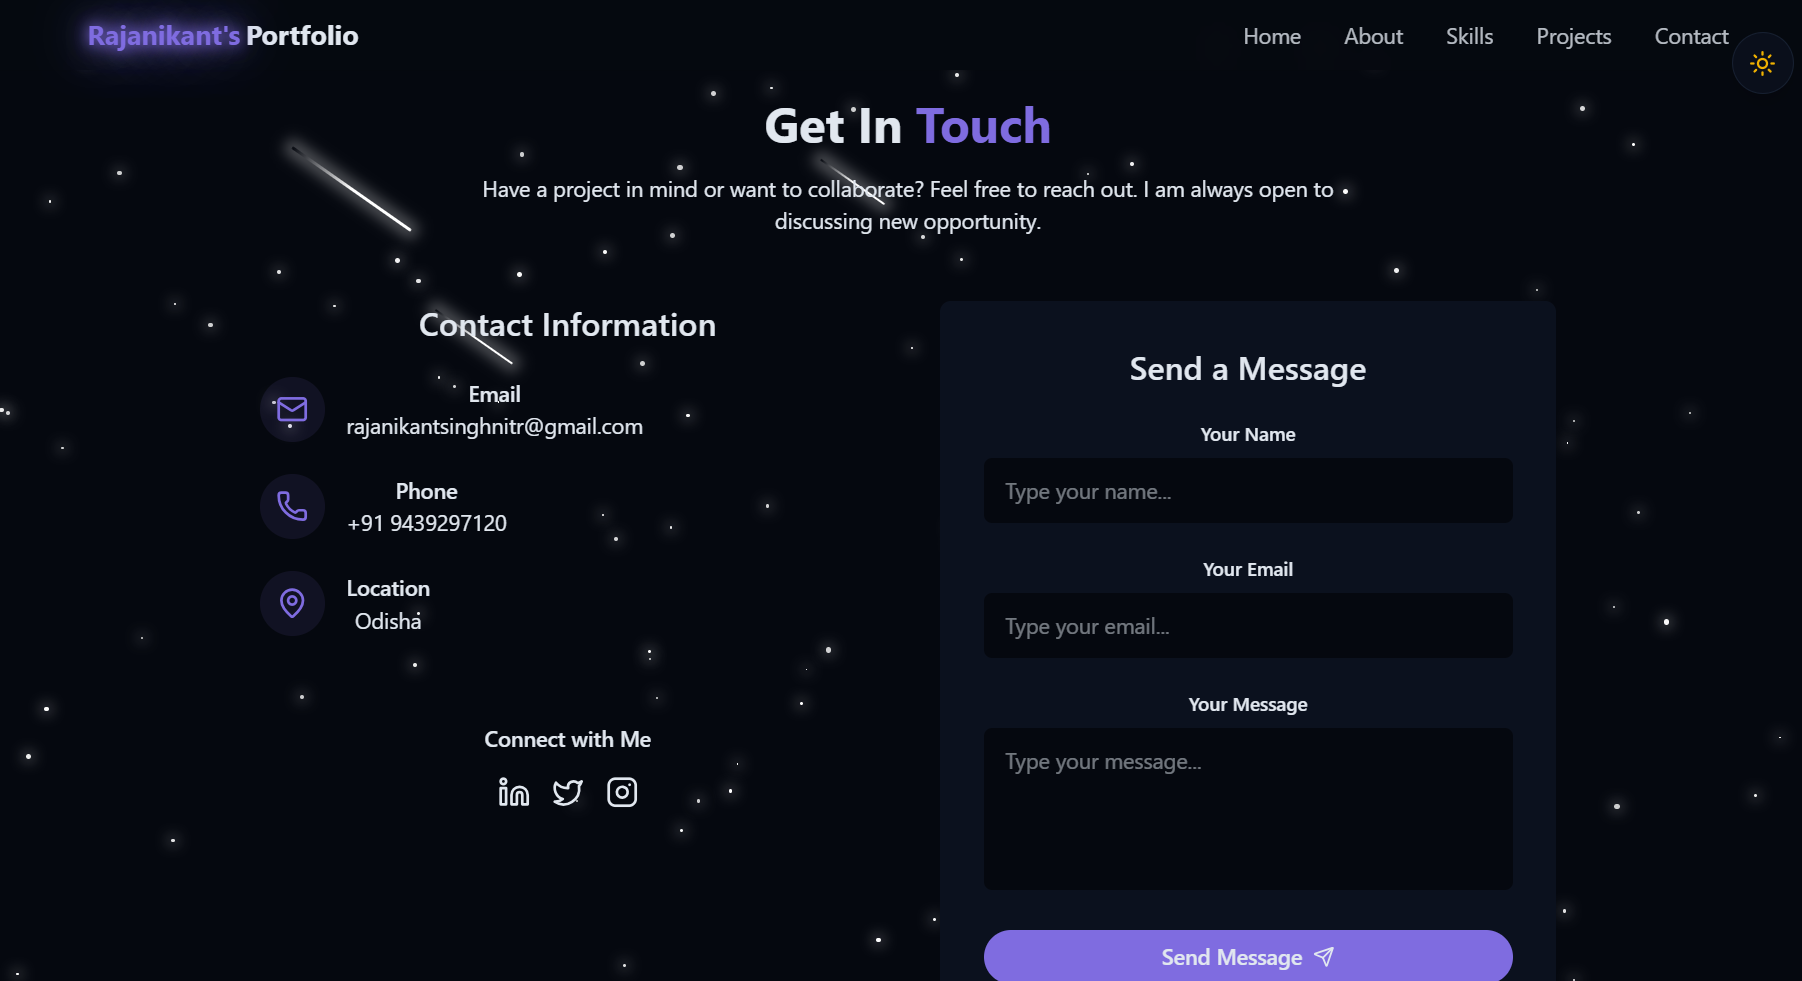 Rajanikant's Portfolio
Home About Skills Projects Contact
Get In Touch
Have a project in mind or want to collaborate? Feel free to reach out. I am always open to
discussing new opportunity.
Contact Information
Email
rajanikantsinghnitr@gmail.com
Phone
+91 9439297120
Location
Odisha
Connect with Me
Send a Message
Your Name
Type your name...
Your Email
Type your email...
Your Message
Type your message...
Send Message